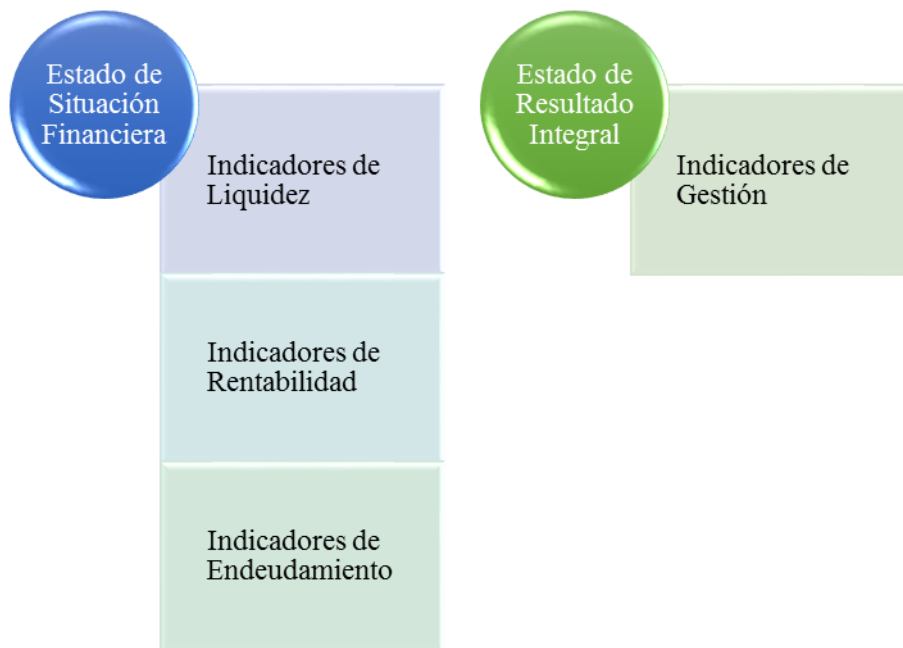 Estado de
Situación
Financiera
Indicadores de
Liquidez
Indicadores de
Rentabilidad
Indicadores de
Endeudamiento
Estado de
Resultado
Integral
Indicadores de
Gestión